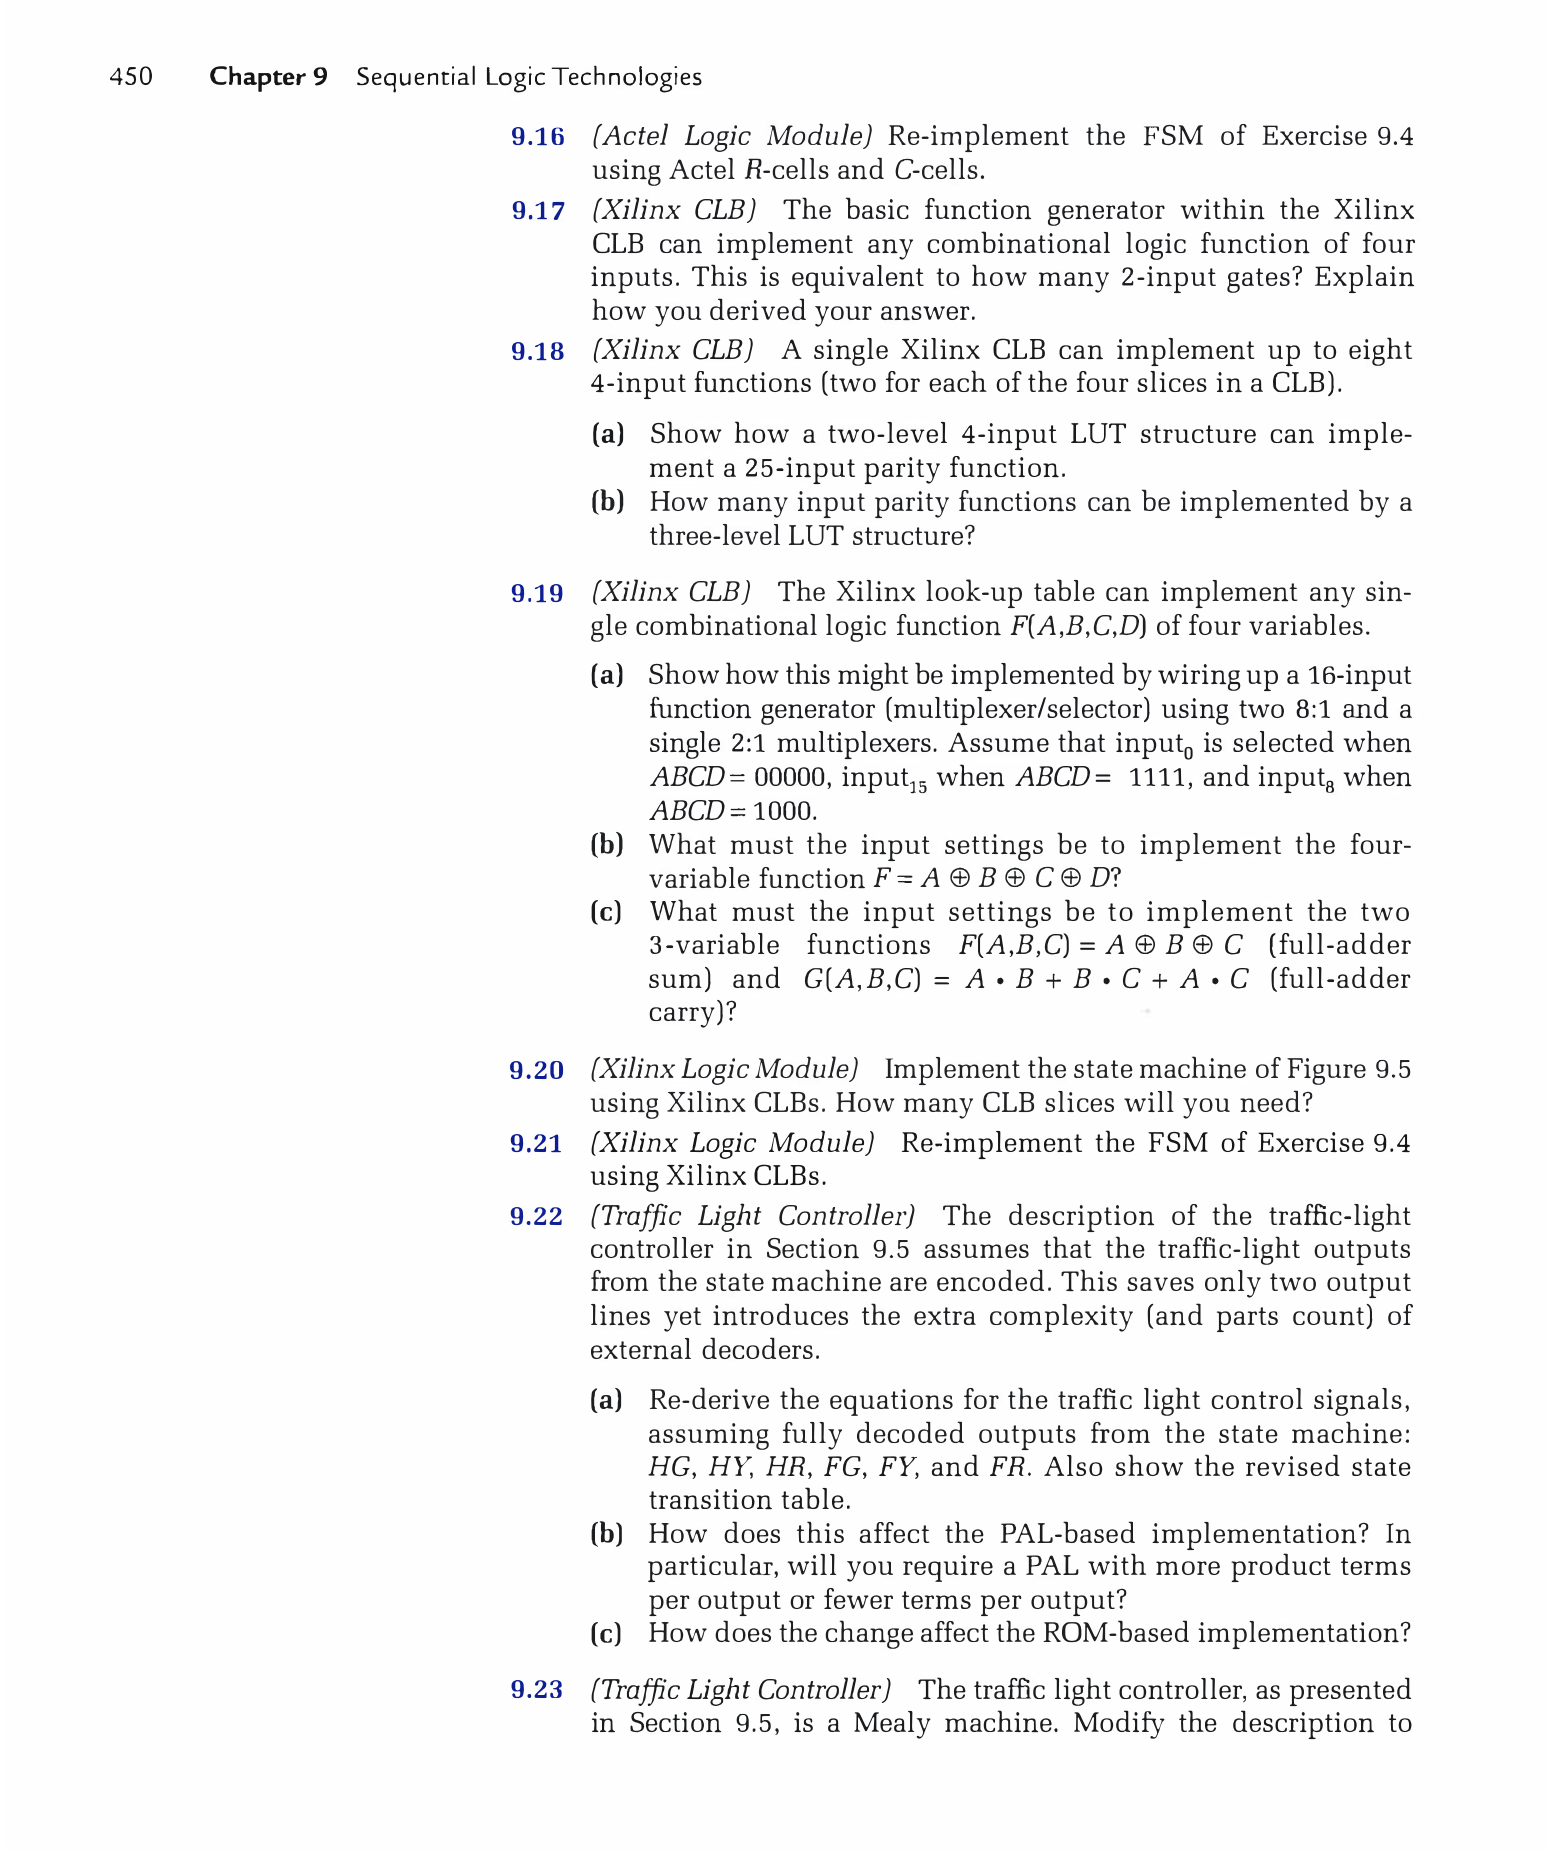 450 Chapter 9 Sequential Logic Technologies
9.16 (Actel Logic Module) Re-implement the FSM of Exercise 9.4
using Actel R-cells and C-cells.
9.17 (Xilinx CLB) The basic function generator within the Xilinx
CLB can implement any combinational logic function of four
inputs. This is equivalent to how many 2-input gates? Explain
how you derived your answer.
9.18 (Xilinx CLB) A single Xilinx CLB can implement up to eight
4-input functions (two for each of the four slices in a CLB).
(a) Show how a two-level 4-input LUT structure can imple-
ment a 25-input parity function.
(b) How many input parity functions can be implemented by a
three-level LUT structure?
9.19 (Xilinx CLB) The Xilinx look-up table can implement any sin-
gle combinational logic function F(A,B,C,D) of four variables.
(a) Show how this might be implemented by wiring up a 16-input
function generator (multiplexer/selector) using two 8:1 and a
single 2:1 multiplexers. Assume that input₀ is selected when
ABCD = 00000, input₁₅ when ABCD = 1111, and input₈ when
ABCD = 1000.
(b) What must the input settings be to implement the four-
variable function F = A ⊕ B ⊕ C ⊕ D?
(c) What must the input settings be to implement the two
3-variable functions F(A,B,C) = A ⊕ B ⊕ C (full-adder
sum) and G(A,B,C) = A • B + B • C + A • C (full-adder
carry)?
9.20 (Xilinx Logic Module) Implement the state machine of Figure 9.5
using Xilinx CLBs. How many CLB slices will you need?
9.21 (Xilinx Logic Module) Re-implement the FSM of Exercise 9.4
using Xilinx CLBs.
9.22 (Traffic Light Controller) The description of the traffic-light
controller in Section 9.5 assumes that the traffic-light outputs
from the state machine are encoded. This saves only two output
lines yet introduces the extra complexity (and parts count) of
external decoders.
(a) Re-derive the equations for the traffic light control signals,
assuming fully decoded outputs from the state machine:
HG, HY, HR, FG, FY, and FR. Also show the revised state
transition table.
(b) How does this affect the PAL-based implementation? In
particular, will you require a PAL with more product terms
per output or fewer terms per output?
(c) How does the change affect the ROM-based implementation?
9.23 (Traffic Light Controller) The traffic light controller, as presented
in Section 9.5, is a Mealy machine. Modify the description to